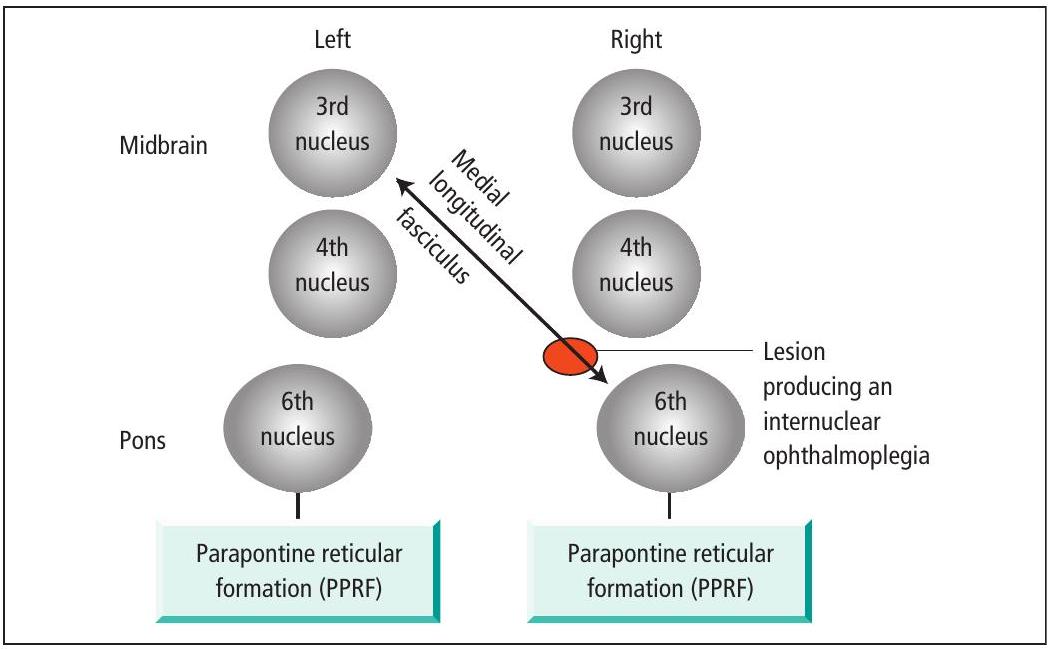 Left
Right
3rd
nucleus
3rd
nucleus
Midbrain
Medial
longitudinal
fasciculus
4th
nucleus
4th
nucleus
Lesion
producing an
internuclear
ophthalmoplegia
6th
nucleus
6th
nucleus
Pons
Parapontine reticular
formation (PPRF)
Parapontine reticular
formation (PPRF)